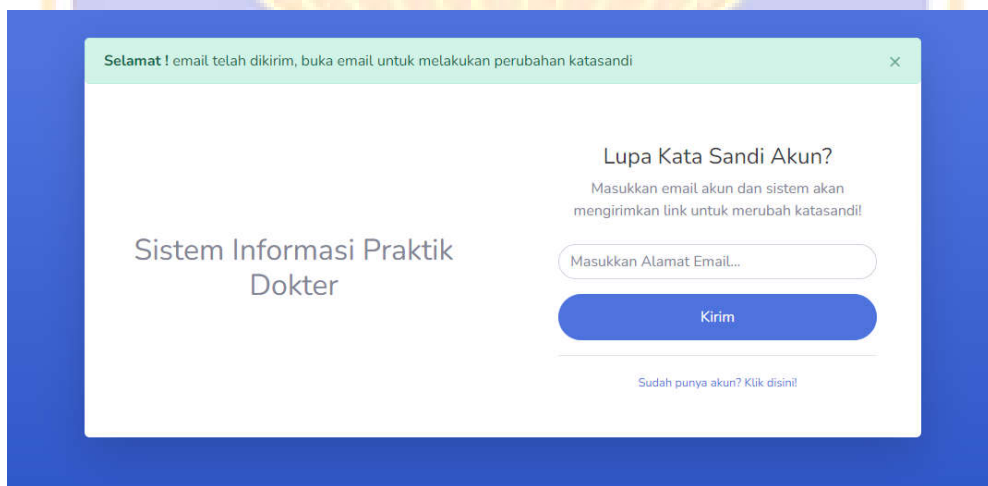 Selamat ! email telah dikirim, buka email untuk melakukan perubahan katasandi ×
Sistem Informasi Praktik
Dokter
Lupa Kata Sandi Akun?
Masukkan email akun dan sistem akan
mengirimkan link untuk merubah katasandi!
Masukkan Alamat Email...
Kirim
Sudah punya akun? Klik disini!